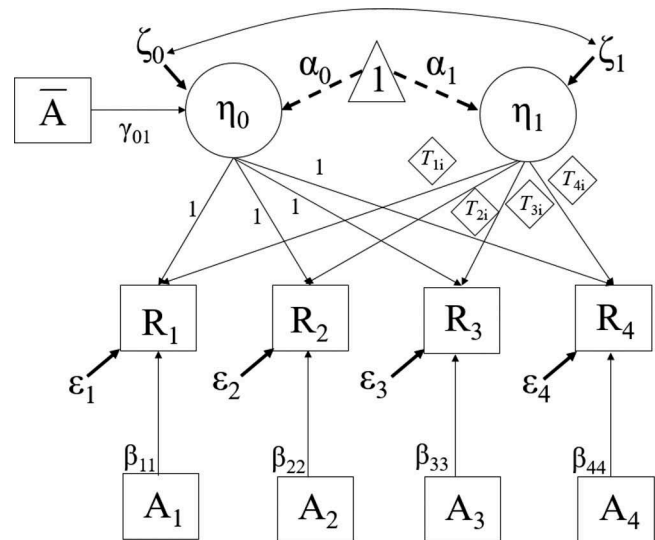 ζ₀ ζ₁
α₀ 1 α₁
A̅ η₀ η₁
γ₀₁
1 T₁ᵢ T₄ᵢ
1 1 1 T₂ᵢ T₃ᵢ
R₁ R₂ R₃ R₄
ε₁ ε₂ ε₃ ε₄
β₁₁ β₂₂ β₃₃ β₄₄
A₁ A₂ A₃ A₄